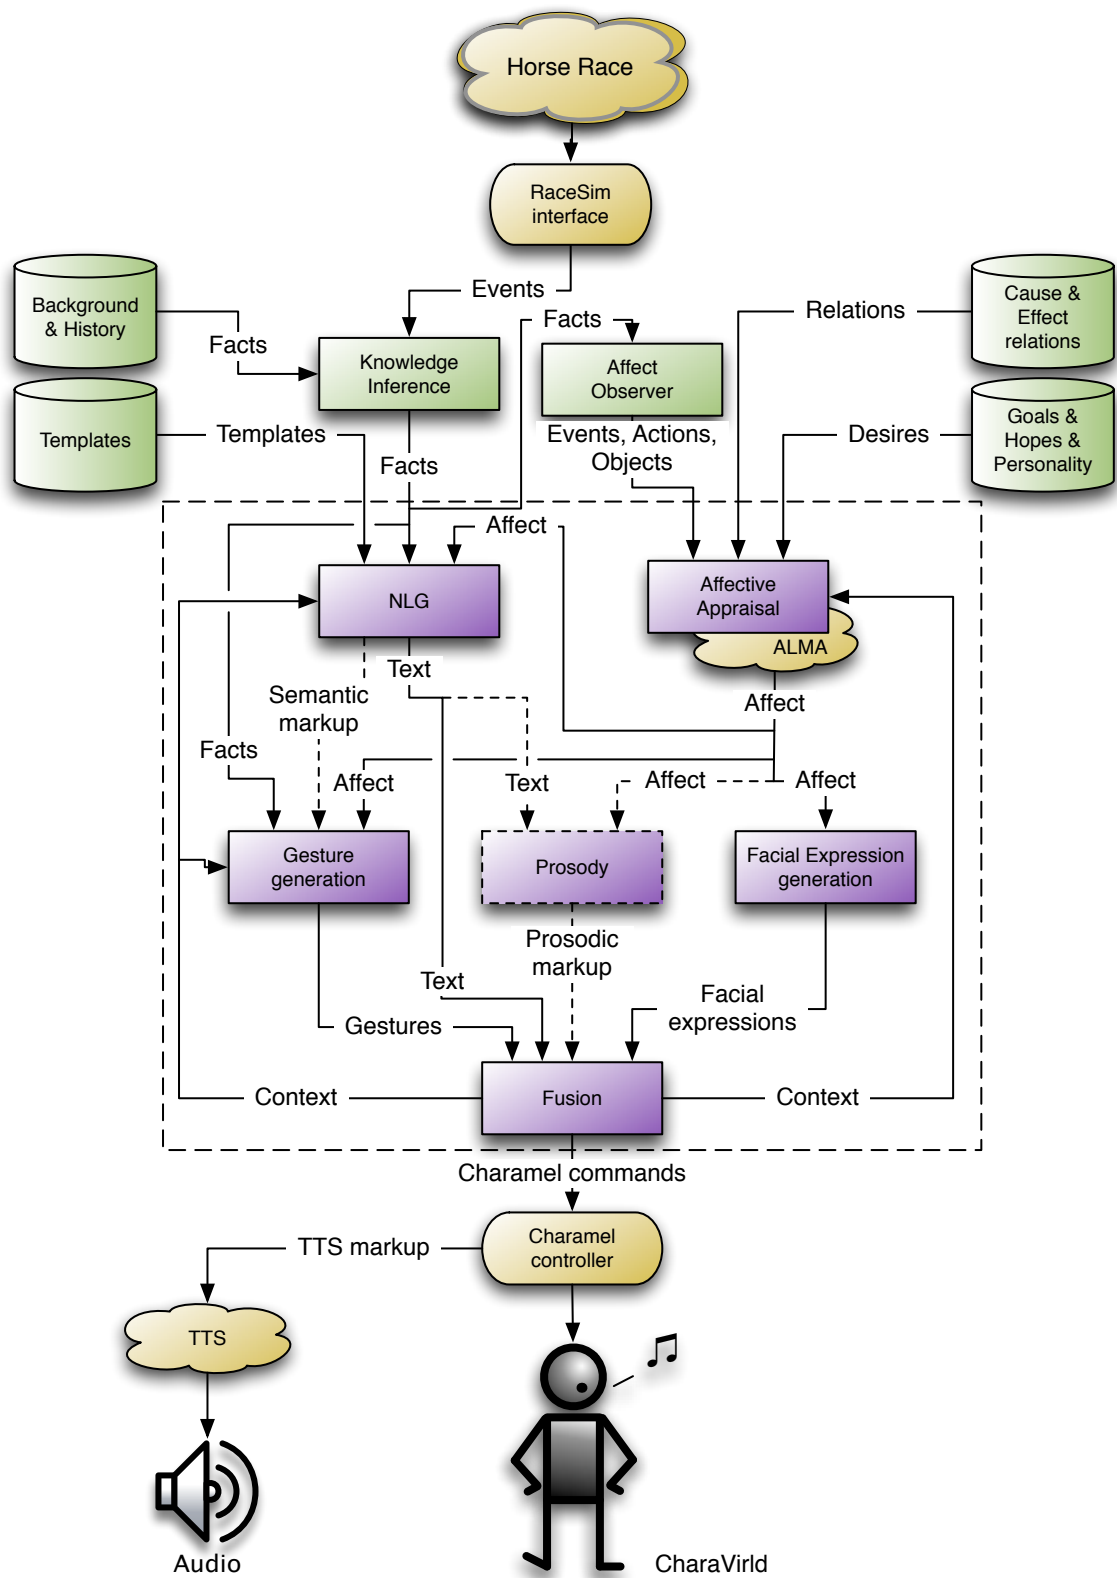 Horse Race
RaceSim
interface
Events
Background
& History
Facts
Knowledge
Inference
Facts
Affect
Observer
Relations
Cause &
Effect
relations
Templates
Templates
Facts
Events, Actions,
Objects
Desires
Goals &
Hopes &
Personality
Affect
NLG
Affective
Appraisal
ALMA
Text
Semantic
markup
Affect
Facts
Affect
Text
Affect
Affect
Gesture
generation
Prosody
Facial Expression
generation
Prosodic
markup
Text
Facial
expressions
Gestures
Context
Fusion
Context
Charamel commands
TTS markup
Charamel
controller
TTS
Audio
CharaVirld